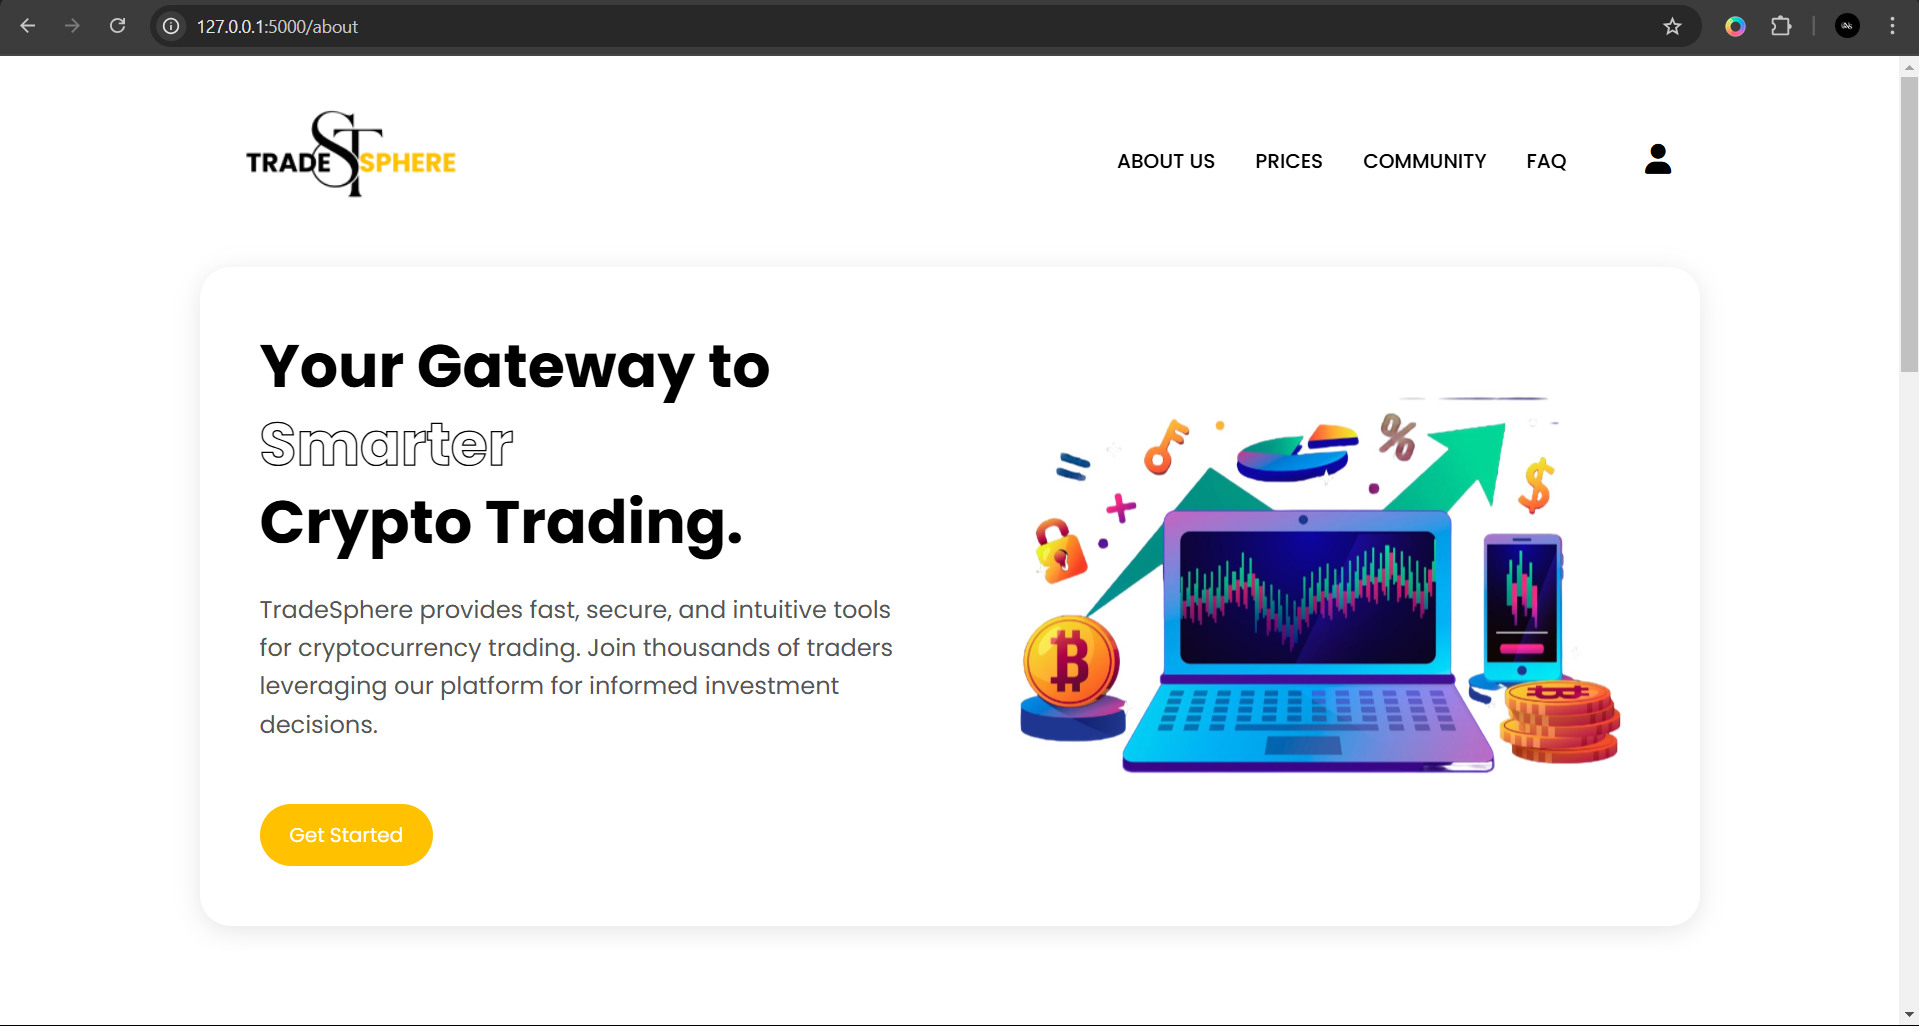 127.0.0.1:5000/about
TRADE ST SPHERE
ABOUT US PRICES COMMUNITY FAQ
Your Gateway to
Smarter
Crypto Trading.
TradeSphere provides fast, secure, and intuitive tools
for cryptocurrency trading. Join thousands of traders
leveraging our platform for informed investment
decisions.
Get Started